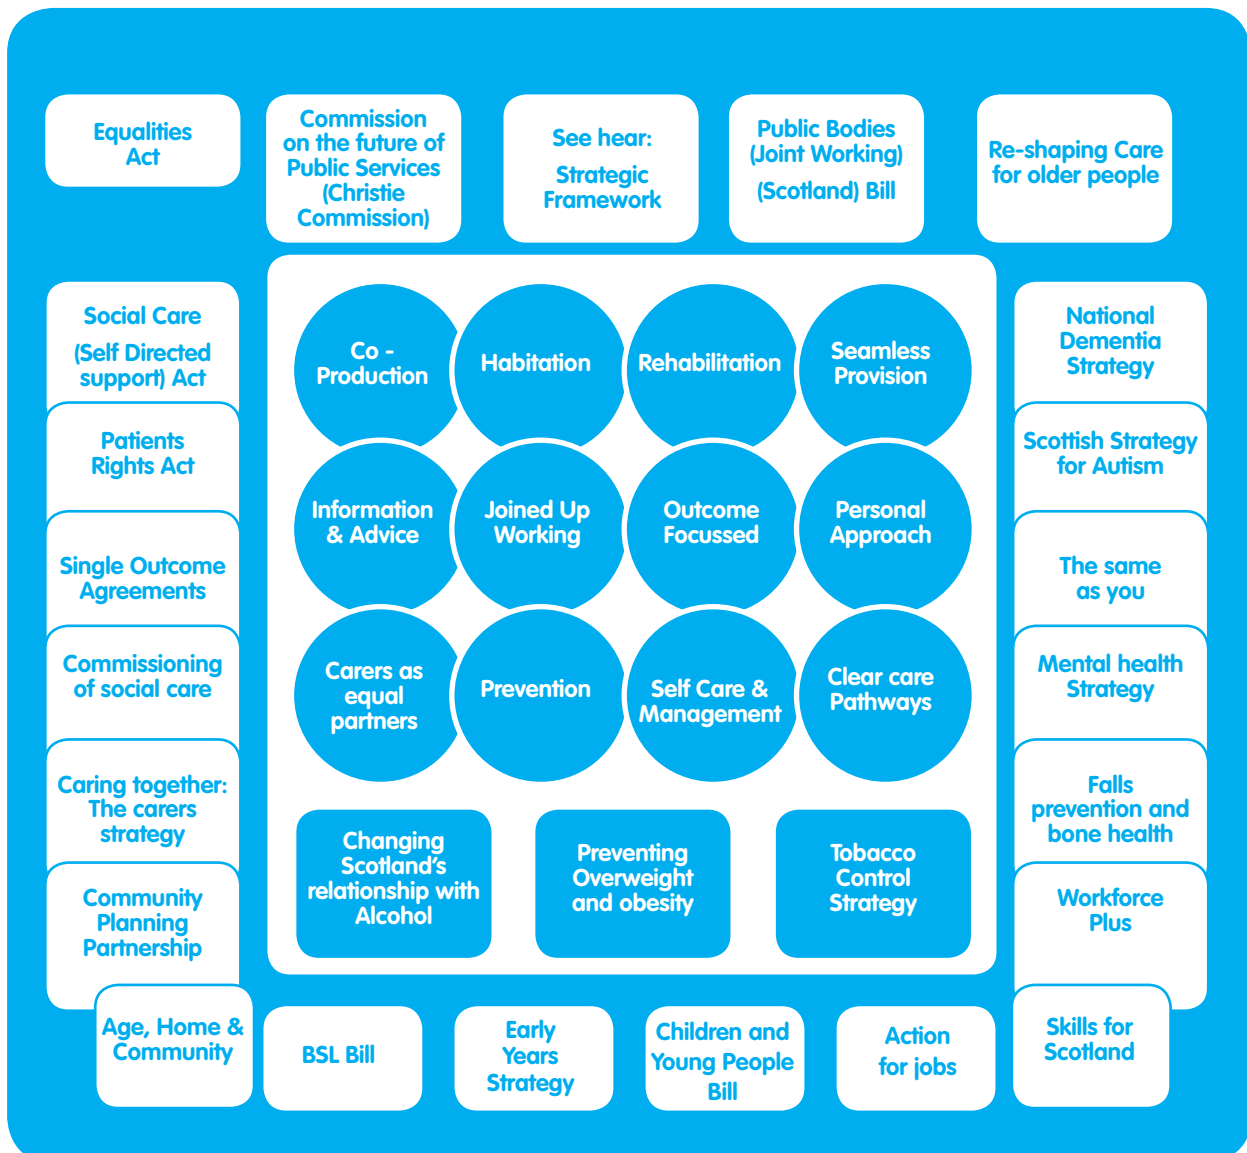 Equalities
Act
Commission
on the future of
Public Services
(Christie
Commission)
See hear:
Strategic
Framework
Public Bodies
(Joint Working)
(Scotland) Bill
Re-shaping Care
for older people
Social Care
(Self Directed
support) Act
Patients
Rights Act
Single Outcome
Agreements
Commissioning
of social care
Caring together:
The carers
strategy
Community
Planning
Partnership
Co -
Production
Habitation
Rehabilitation
Seamless
Provision
Information
& Advice
Joined Up
Working
Outcome
Focussed
Personal
Approach
Carers as
equal
partners
Prevention
Self Care &
Management
Clear care
Pathways
Changing
Scotland's
relationship with
Alcohol
Preventing
Overweight
and obesity
Tobacco
Control
Strategy
National
Dementia
Strategy
Scottish Strategy
for Autism
The same
as you
Mental health
Strategy
Falls
prevention and
bone health
Workforce
Plus
Age, Home &
Community
BSL Bill
Early
Years
Strategy
Children and
Young People
Bill
Action
for jobs
Skills for
Scotland